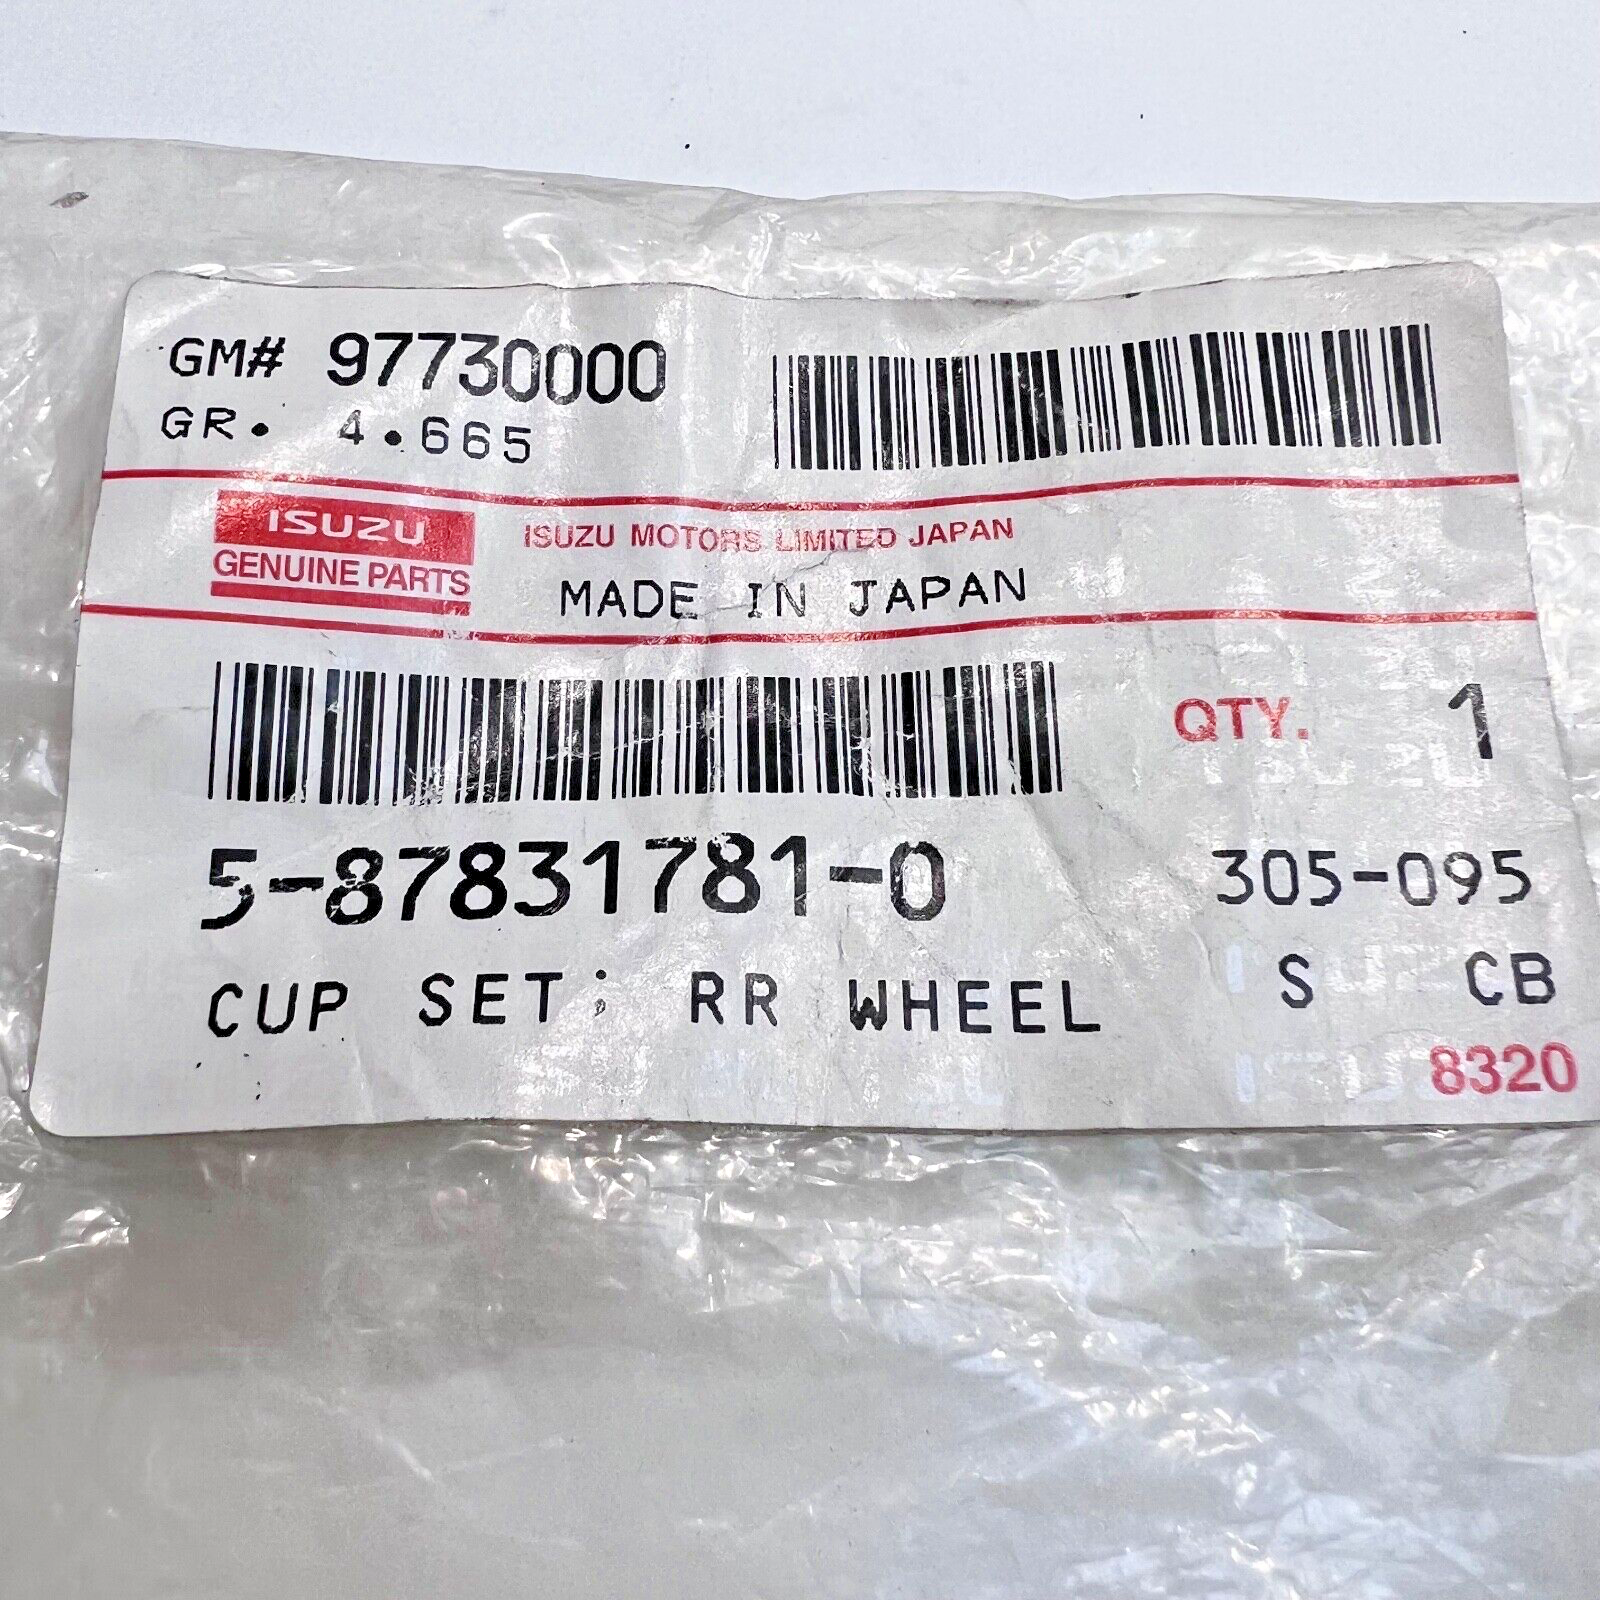 GM# 97730000
GR. 4.665
ISUZU
GENUINE PARTS
ISUZU MOTORS LIMITED JAPAN
MADE IN JAPAN
QTY. 1
5-87831781-0
305-095
CUP SET; RR WHEEL
S CB
8320